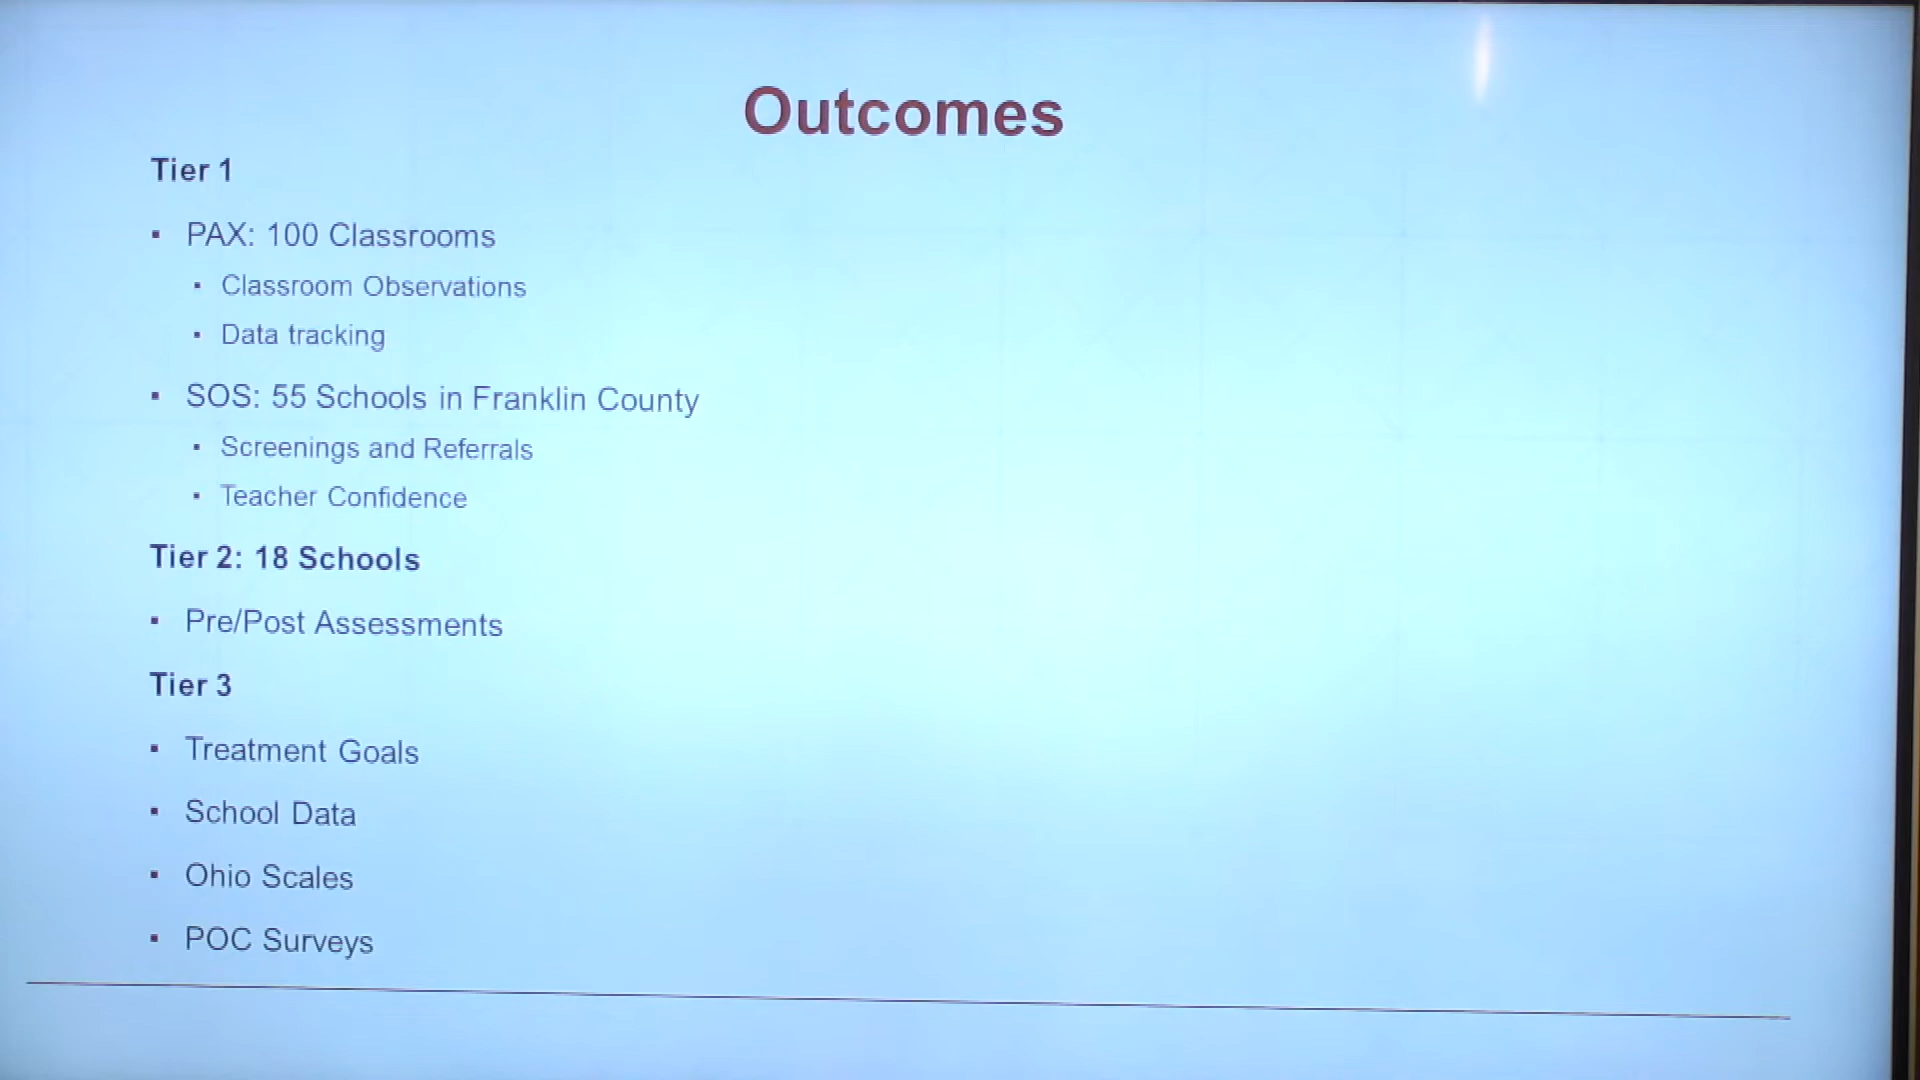 Outcomes
Tier 1
▪ PAX: 100 Classrooms
▪ Classroom Observations
▪ Data tracking
▪ SOS: 55 Schools in Franklin County
▪ Screenings and Referrals
▪ Teacher Confidence
Tier 2: 18 Schools
▪ Pre/Post Assessments
Tier 3
▪ Treatment Goals
▪ School Data
▪ Ohio Scales
▪ POC Surveys